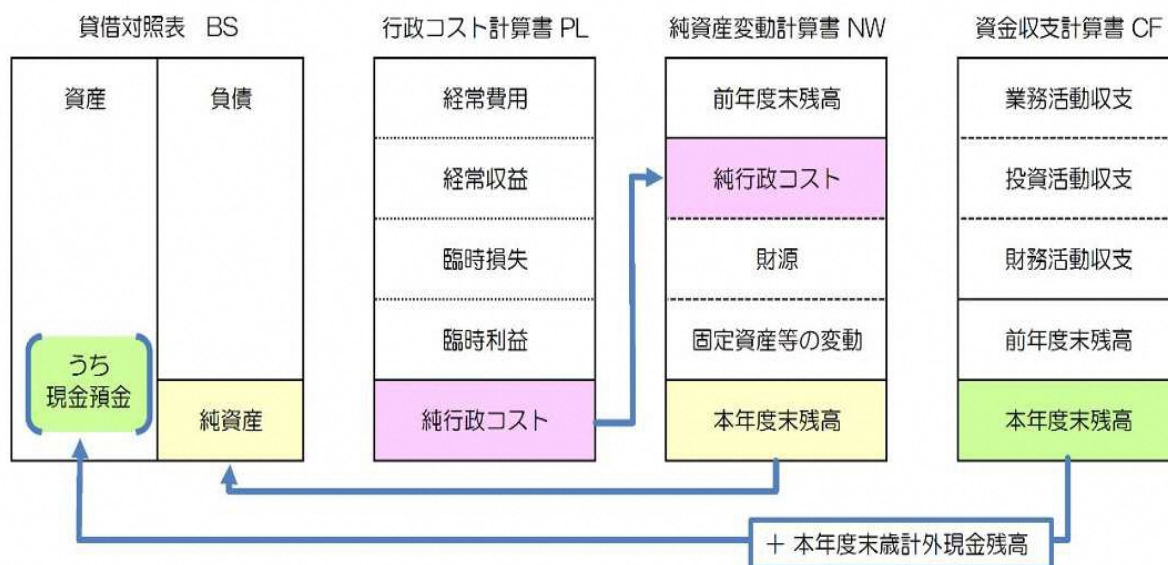 貸借対照表 BS
資産
負債
うち
現金預金
純資産
行政コスト計算書 PL
経常費用
経常収益
臨時損失
臨時利益
純行政コスト
純資産変動計算書 NW
前年度末残高
純行政コスト
財源
固定資産等の変動
本年度末残高
資金収支計算書 CF
業務活動収支
投資活動収支
財務活動収支
前年度末残高
本年度末残高
+ 本年度末歳計外現金残高